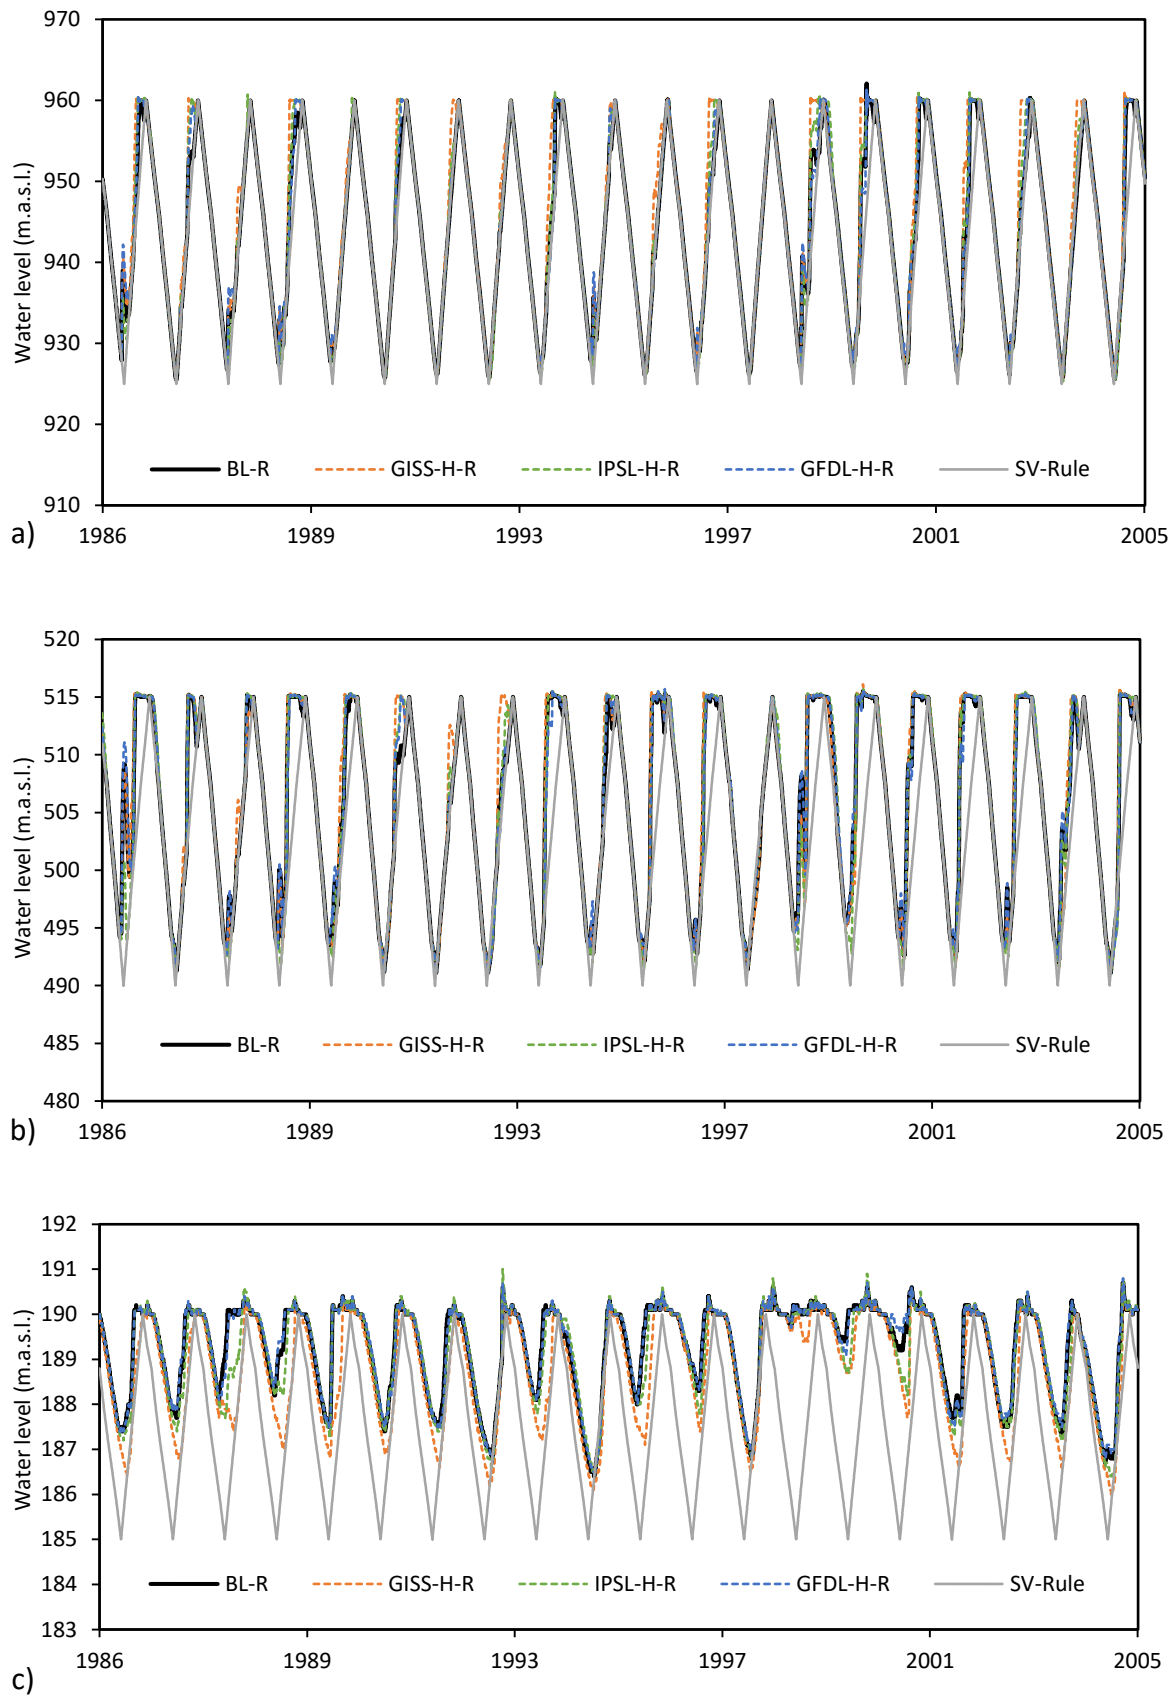 970
960
950
940
930
920
910
Water level (m.a.s.l.)
BL-R GISS-H-R IPSL-H-R GFDL-H-R SV-Rule
1986 1989 1993 1997 2001 2005
a)
520
515
510
505
500
495
490
485
480
Water level (m.a.s.l.)
BL-R GISS-H-R IPSL-H-R GFDL-H-R SV-Rule
1986 1989 1993 1997 2001 2005
b)
192
191
190
189
188
187
186
185
184
183
Water level (m.a.s.l.)
BL-R GISS-H-R IPSL-H-R GFDL-H-R SV-Rule
1986 1989 1993 1997 2001 2005
c)